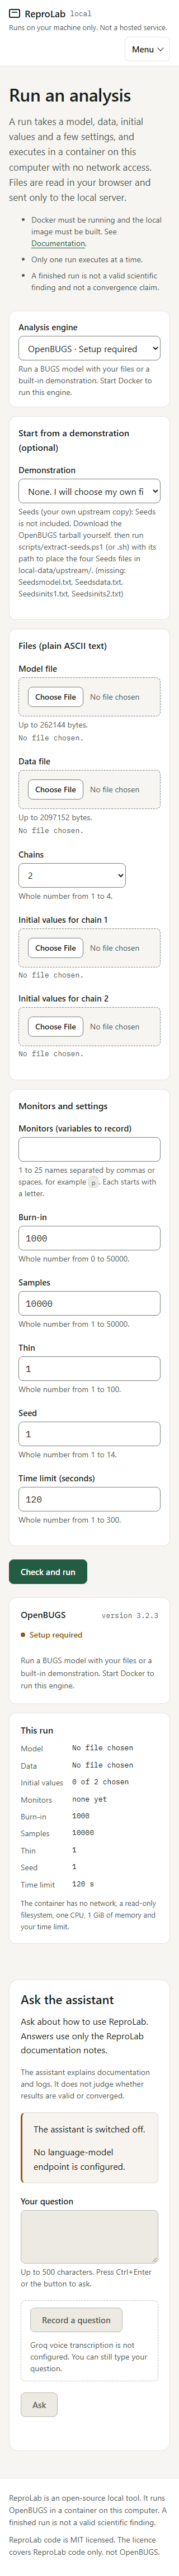 ReproLab local
Runs on your machine only. Not a hosted service.
Menu
Run an analysis
A run takes a model, data, initial
values and a few settings, and
executes in a container on this
computer with no network access.
Files are read in your browser and
sent only to the local server.
Docker must be running and the local
image must be built. See
Documentation.
Only one run executes at a time.
A finished run is not a valid scientific
finding and not a convergence claim.
Analysis engine
OpenBUGS · Setup required
Run a BUGS model with your files or a
built-in demonstration. Start Docker to
run this engine.
Start from a demonstration
(optional)
Demonstration
None. I will choose my own fi
Seeds (your own upstream copy): Seeds
is not included. Download the
OpenBUGS tarball yourself, then run
scripts/extract-seeds.ps1 (or .sh) with its
path to place the four Seeds files in
local-data/upstream/. (missing:
Seedsmodel.txt, Seedsdata.txt,
Seedsinits1.txt, Seedsinits2.txt)
Files (plain ASCII text)
Model file
Choose File No file chosen
Up to 262144 bytes.
No file chosen.
Data file
Choose File No file chosen
Up to 2097152 bytes.
No file chosen.
Chains
2
Whole number from 1 to 4.
Initial values for chain 1
Choose File No file chosen
No file chosen.
Initial values for chain 2
Choose File No file chosen
No file chosen.
Monitors and settings
Monitors (variables to record)
1 to 25 names separated by commas or
spaces, for example p. Each starts with
a letter.
Burn-in
1000
Whole number from 0 to 50000.
Samples
10000
Whole number from 1 to 50000.
Thin
1
Whole number from 1 to 100.
Seed
1
Whole number from 1 to 14.
Time limit (seconds)
120
Whole number from 1 to 300.
Check and run
OpenBUGS version 3.2.3
Setup required
Run a BUGS model with your files or a
built-in demonstration. Start Docker to
run this engine.
This run
Model No file chosen
Data No file chosen
Initial values 0 of 2 chosen
Monitors none yet
Burn-in 1000
Samples 10000
Thin 1
Seed 1
Time limit 120 s
The container has no network, a read-only
filesystem, one CPU, 1 GiB of memory and
your time limit.
Ask the assistant
Ask about how to use ReproLab.
Answers use only the ReproLab
documentation notes.
The assistant explains documentation
and logs. It does not judge whether
results are valid or converged.
The assistant is switched off.
No language-model
endpoint is configured.
Your question
Up to 500 characters. Press Ctrl+Enter
or the button to ask.
Record a question
Groq voice transcription is not
configured. You can still type your
question.
Ask
ReproLab is an open-source local tool. It runs
OpenBUGS in a container on this computer. A
finished run is not a valid scientific finding.
ReproLab code is MIT licensed. The licence
covers ReproLab code only, not OpenBUGS.